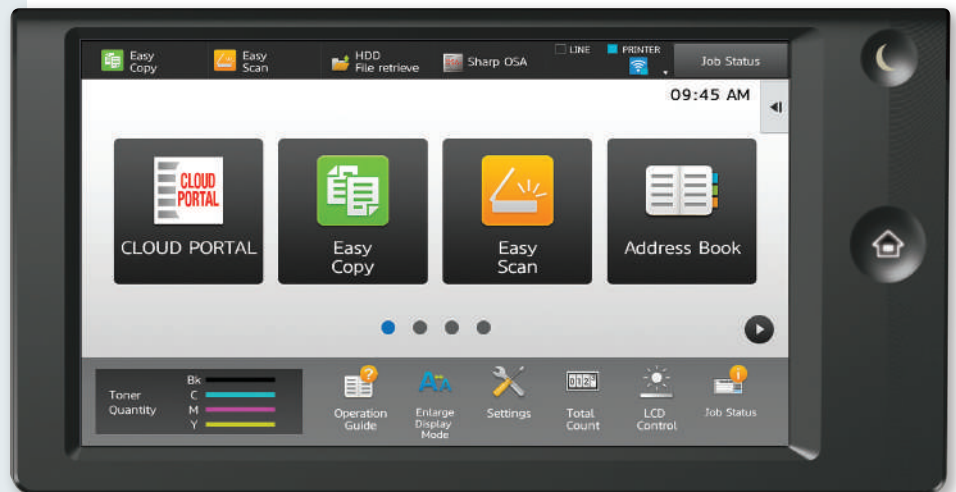 Easy
Copy
Easy
Scan
HDD
File retrieve
Sharp OSA
LINE
PRINTER
Job Status
09:45 AM
CLOUD
PORTAL
CLOUD PORTAL
Easy
Copy
Easy
Scan
Address Book
Toner
Quantity
Bk
C
M
Y
Operation
Guide
Enlarge
Display
Mode
Settings
Total
Count
LCD
Control
Job Status